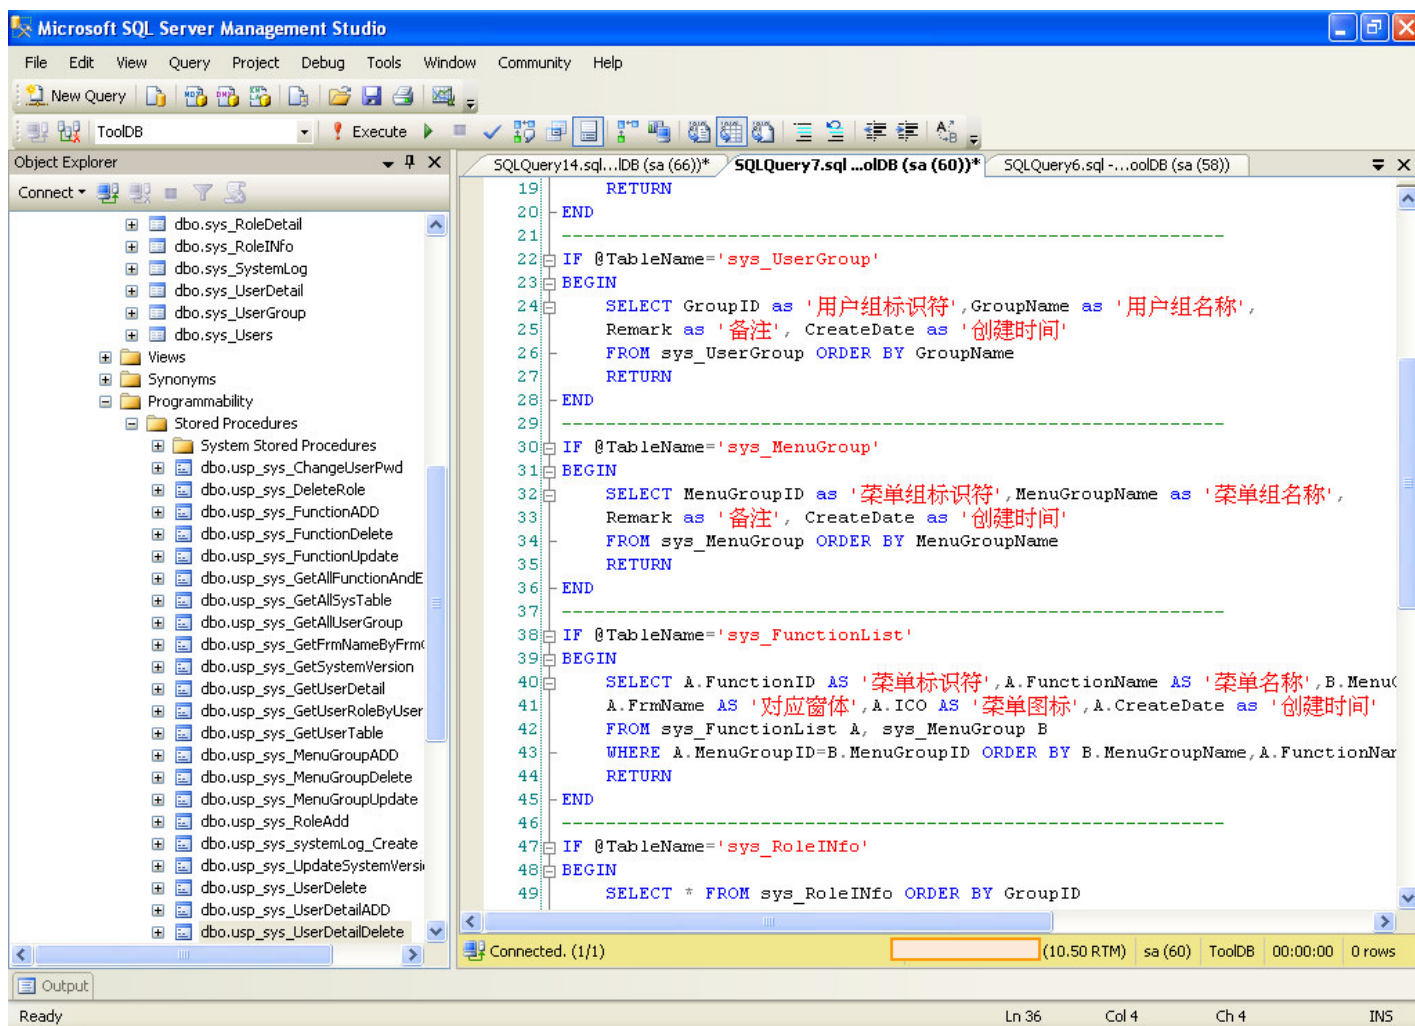 Microsoft SQL Server Management Studio
File Edit View Query Project Debug Tools Window Community Help
New Query
ToolDB Execute
Object Explorer
Connect
dbo.sys_RoleDetail
dbo.sys_RoleINfo
dbo.sys_SystemLog
dbo.sys_UserDetail
dbo.sys_UserGroup
dbo.sys_Users
Views
Synonyms
Programmability
Stored Procedures
System Stored Procedures
dbo.usp_sys_ChangeUserPwd
dbo.usp_sys_DeleteRole
dbo.usp_sys_FunctionADD
dbo.usp_sys_FunctionDelete
dbo.usp_sys_FunctionUpdate
dbo.usp_sys_GetAllFunctionAndE
dbo.usp_sys_GetAllSysTable
dbo.usp_sys_GetAllUserGroup
dbo.usp_sys_GetFrmNameByFrm
dbo.usp_sys_GetSystemVersion
dbo.usp_sys_GetUserDetail
dbo.usp_sys_GetUserRoleByUser
dbo.usp_sys_GetUserTable
dbo.usp_sys_MenuGroupADD
dbo.usp_sys_MenuGroupDelete
dbo.usp_sys_MenuGroupUpdate
dbo.usp_sys_RoleAdd
dbo.usp_sys_systemLog_Create
dbo.usp_sys_UpdateSystemVersi
dbo.usp_sys_UserDelete
dbo.usp_sys_UserDetailADD
dbo.usp_sys_UserDetailDelete
SQLQuery14.sql...lDB (sa (66))* SQLQuery7.sql ...olDB (sa (60))* SQLQuery6.sql -...oolDB (sa (58))
19 RETURN
20 END
21 ------------------------------------------------------------
22 IF @TableName='sys_UserGroup'
23 BEGIN
24 SELECT GroupID as '用户组标识符',GroupName as '用户组名称',
25 Remark as '备注', CreateDate as '创建时间'
26 FROM sys_UserGroup ORDER BY GroupName
27 RETURN
28 END
29 ------------------------------------------------------------
30 IF @TableName='sys_MenuGroup'
31 BEGIN
32 SELECT MenuGroupID as '菜单组标识符',MenuGroupName as '菜单组名称',
33 Remark as '备注', CreateDate as '创建时间'
34 FROM sys_MenuGroup ORDER BY MenuGroupName
35 RETURN
36 END
37 ------------------------------------------------------------
38 IF @TableName='sys_FunctionList'
39 BEGIN
40 SELECT A.FunctionID AS '菜单标识符',A.FunctionName AS '菜单名称',B.Menu
41 A.FrmName AS '对应窗体',A.ICO AS '菜单图标',A.CreateDate as '创建时间'
42 FROM sys_FunctionList A, sys_MenuGroup B
43 WHERE A.MenuGroupID=B.MenuGroupID ORDER BY B.MenuGroupName,A.FunctionNam
44 RETURN
45 END
46 ------------------------------------------------------------
47 IF @TableName='sys_RoleINfo'
48 BEGIN
49 SELECT * FROM sys_RoleINfo ORDER BY GroupID
Connected. (1/1) (10.50 RTM) sa (60) ToolDB 00:00:00 0 rows
Output
Ready Ln 36 Col 4 Ch 4 INS